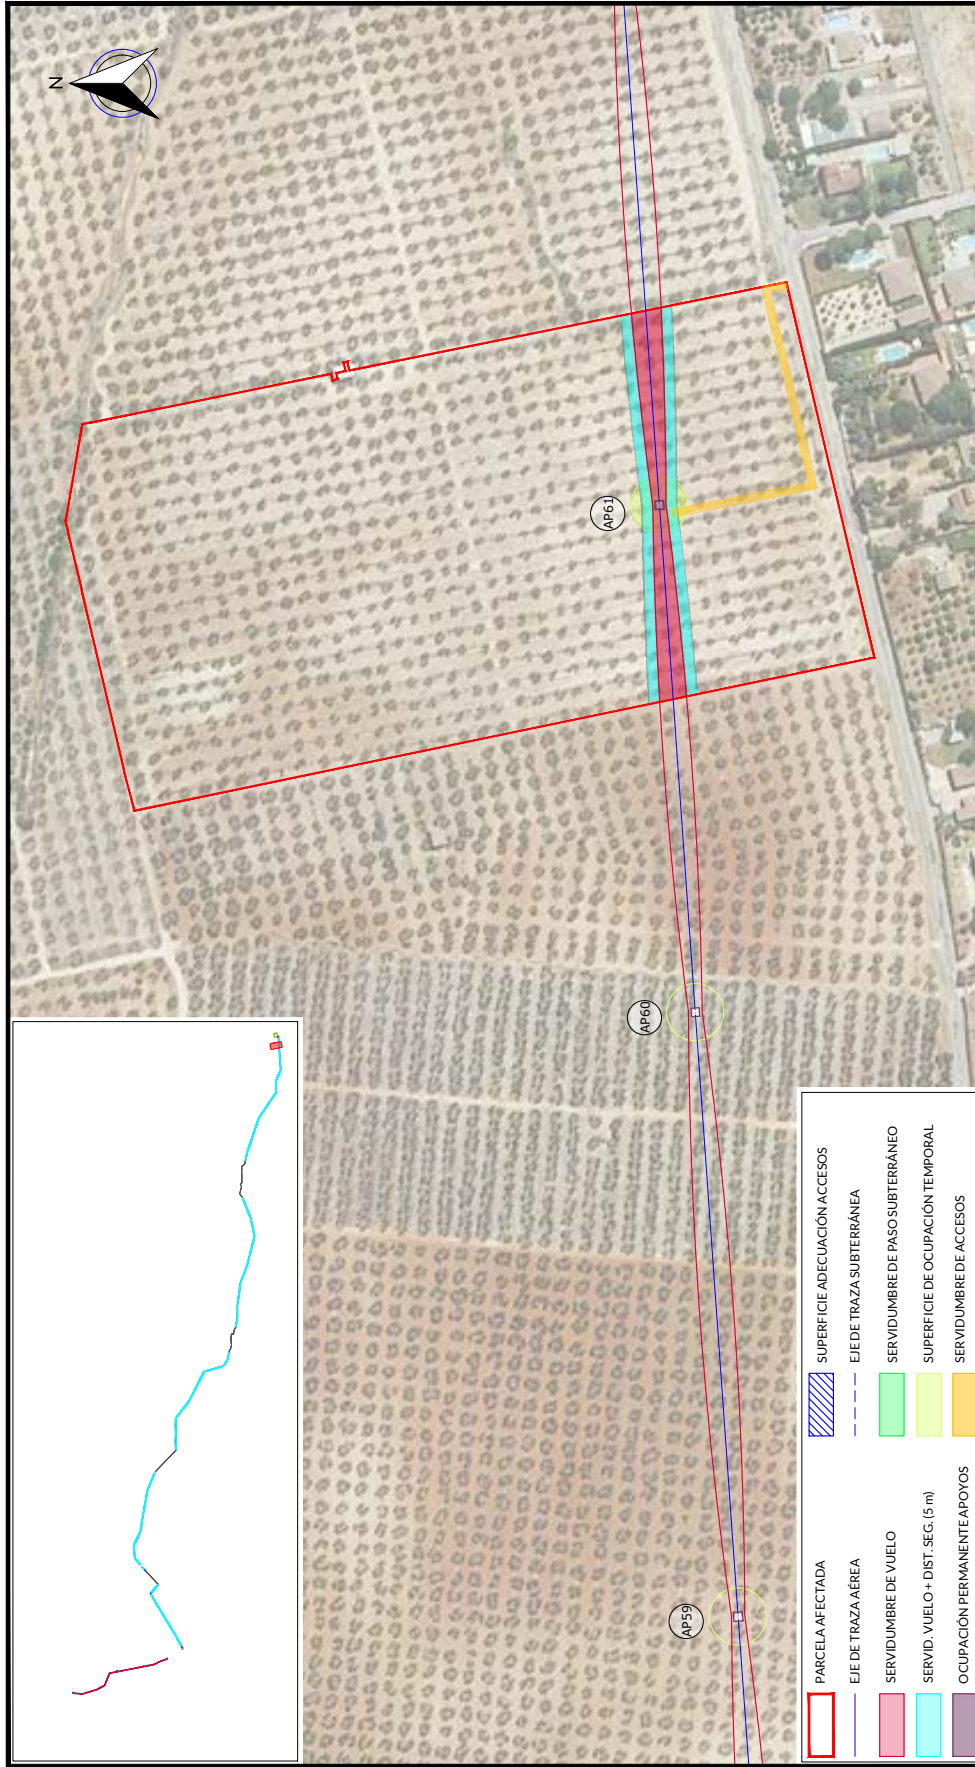 N
AP61
AP60
AP59
PARCELA AFECTADA
EJE DE TRAZA AÉREA
SERVIDUMBRE DE VUELO
SERVID. VUELO + DIST. SEG. (5 m)
OCUPACIÓN PERMANENTE APOYOS
SUPERFICIE ADECUACIÓN ACCESOS
EJE DE TRAZA SUBTERRÁNEA
SERVIDUMBRE DE PASO SUBTERRÁNEO
SUPERFICIE DE OCUPACIÓN TEMPORAL
SERVIDUMBRE DE ACCESOS